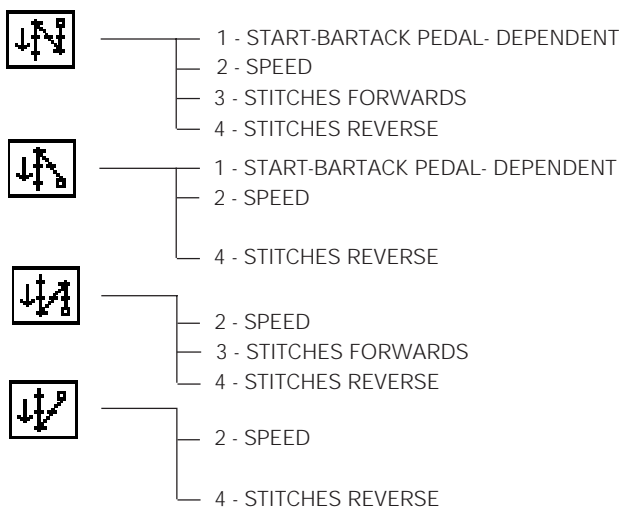 1 - START-BARTACK PEDAL- DEPENDENT
2 - SPEED
3 - STITCHES FORWARDS
4 - STITCHES REVERSE
1 - START-BARTACK PEDAL- DEPENDENT
2 - SPEED
4 - STITCHES REVERSE
2 - SPEED
3 - STITCHES FORWARDS
4 - STITCHES REVERSE
2 - SPEED
4 - STITCHES REVERSE